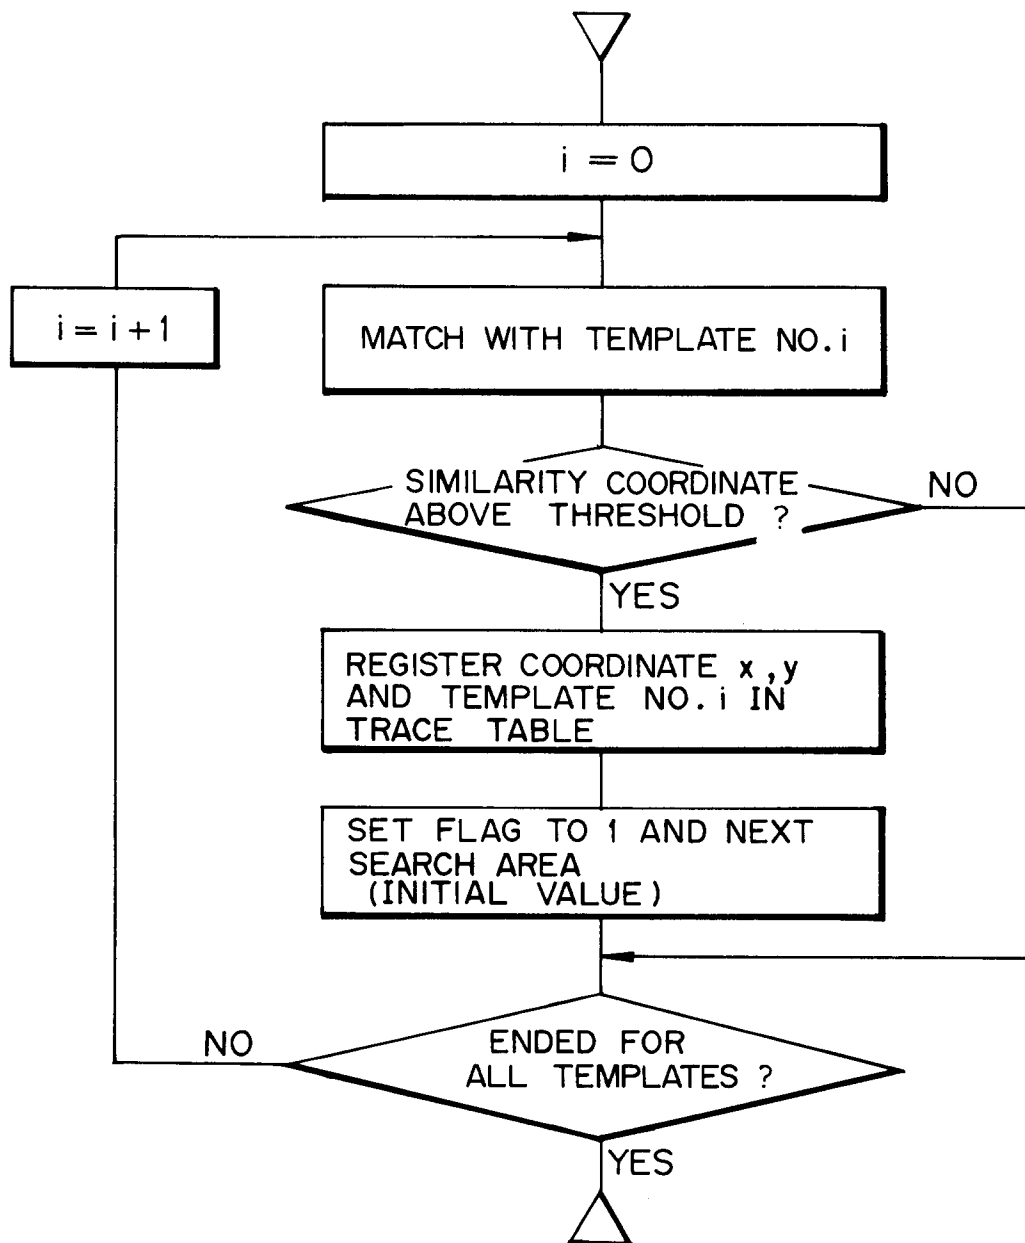 i = 0
i = i + 1
MATCH WITH TEMPLATE NO. i
SIMILARITY COORDINATE
ABOVE THRESHOLD ?
NO
YES
REGISTER COORDINATE x, y
AND TEMPLATE NO. i IN
TRACE TABLE
SET FLAG TO 1 AND NEXT
SEARCH AREA
(INITIAL VALUE)
NO
ENDED FOR
ALL TEMPLATES ?
YES